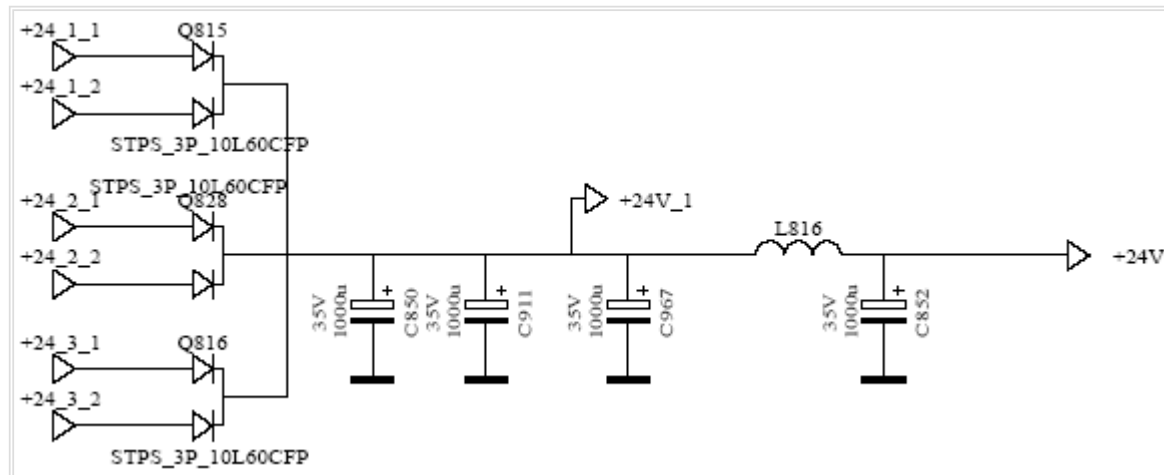 +24_1_1
Q815
+24_1_2
STPS_3P_10L60CFP
STPS_3P_10L60CFP
+24_2_1
Q828
+24_2_2
+24V_1
L816
+24V
35V
1000u
C850
35V
1000u
C911
35V
1000u
C967
35V
1000u
C852
+
+
+
+
+24_3_1
Q816
+24_3_2
STPS_3P_10L60CFP